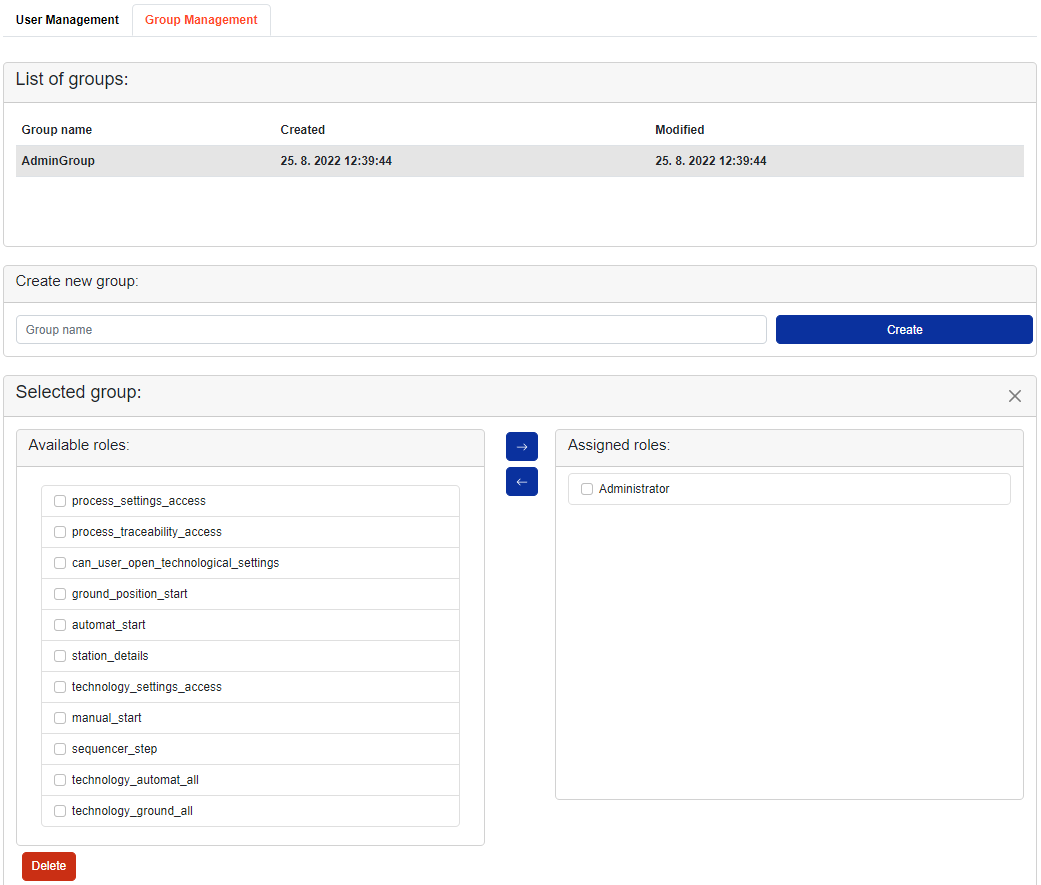 User Management Group Management
List of groups:
Group name Created Modified
AdminGroup 25. 8. 2022 12:39:44 25. 8. 2022 12:39:44
Create new group:
Group name Create
Selected group:
Available roles:
process_settings_access
process_traceability_access
can_user_open_technological_settings
ground_position_start
automat_start
station_details
technology_settings_access
manual_start
sequencer_step
technology_automat_all
technology_ground_all
Assigned roles:
Administrator
Delete